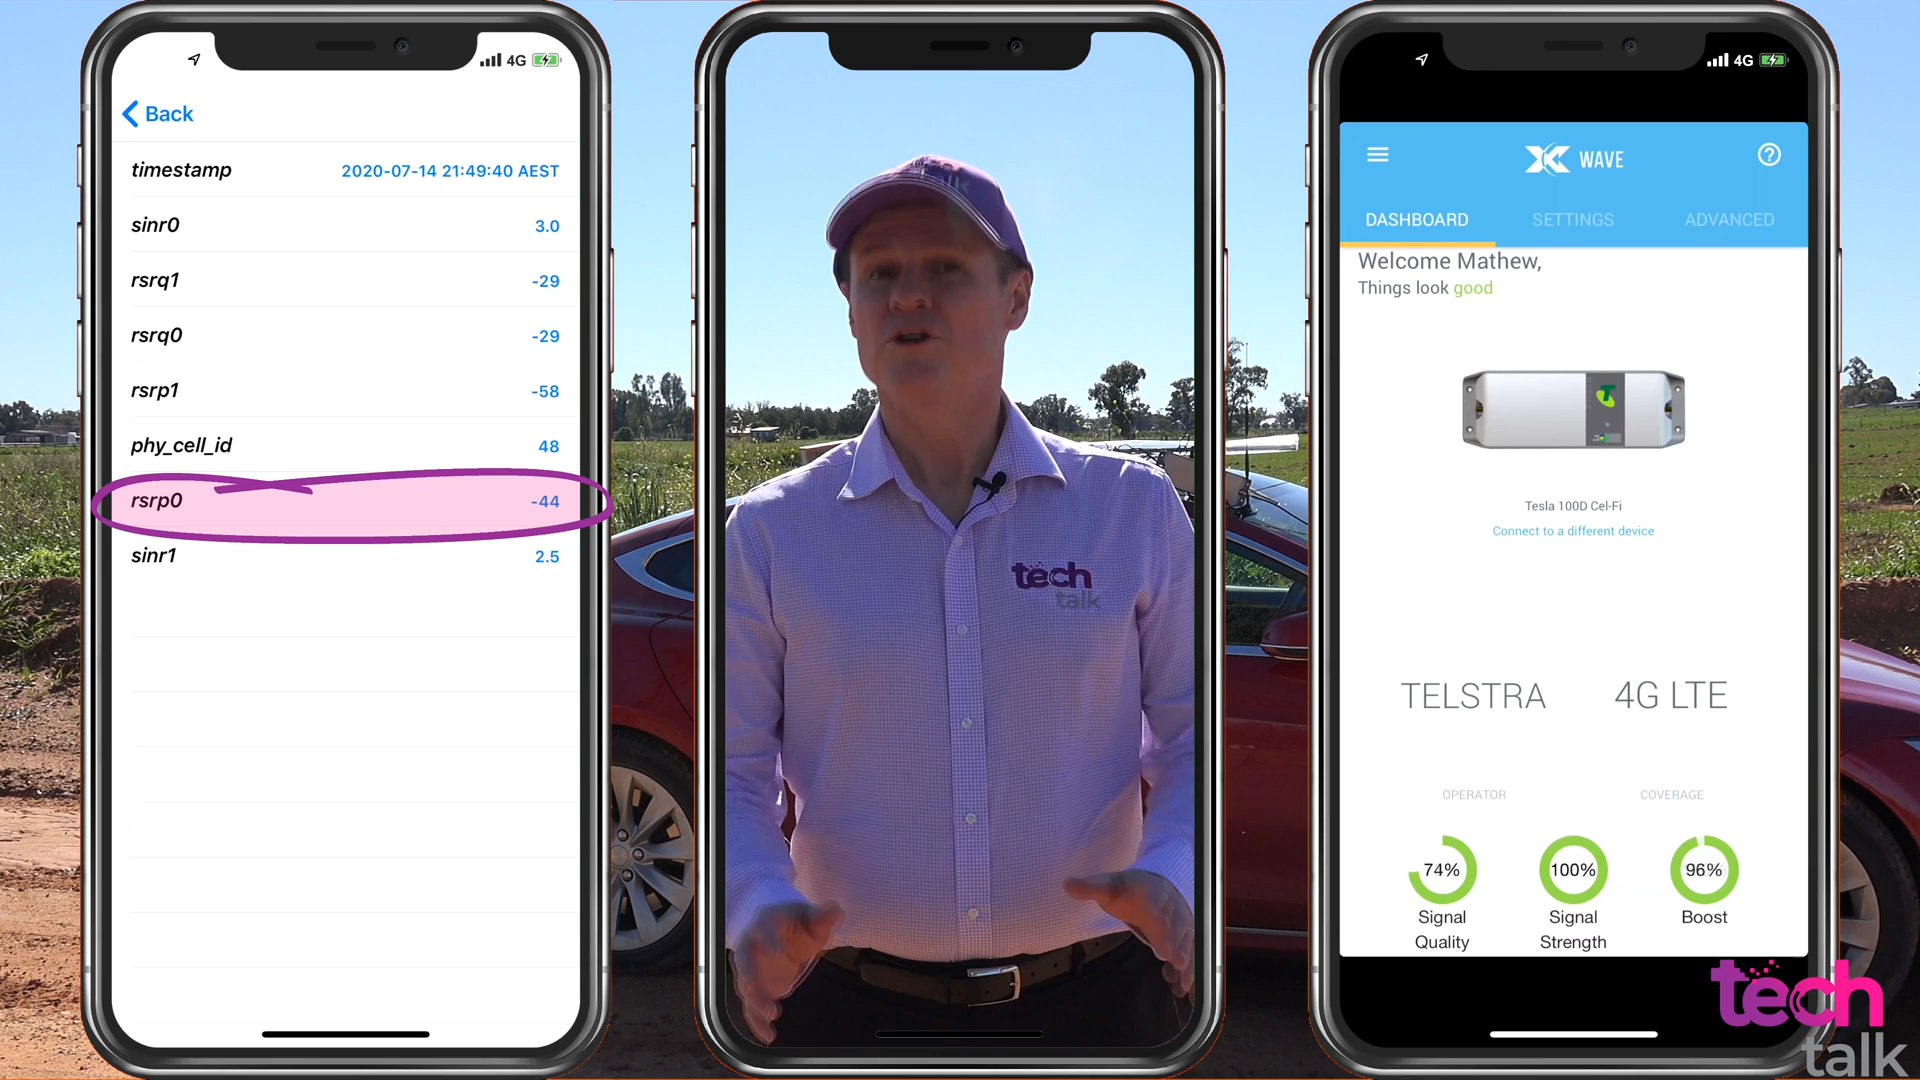 4G
Back
timestamp 2020-07-14 21:49:40 AEST
sinr0 3.0
rsrq1 -29
rsrq0 -29
rsrp1 -58
phy_cell_id 48
rsrp0 -44
sinr1 2.5
tech
talk
4G
WAVE
DASHBOARD SETTINGS ADVANCED
Welcome Mathew,
Things look good
T
Tesla 100D Cel-Fi
Connect to a different device
TELSTRA 4G LTE
OPERATOR COVERAGE
74% 100% 96%
Signal Quality
Signal Strength
Boost
tech
talk